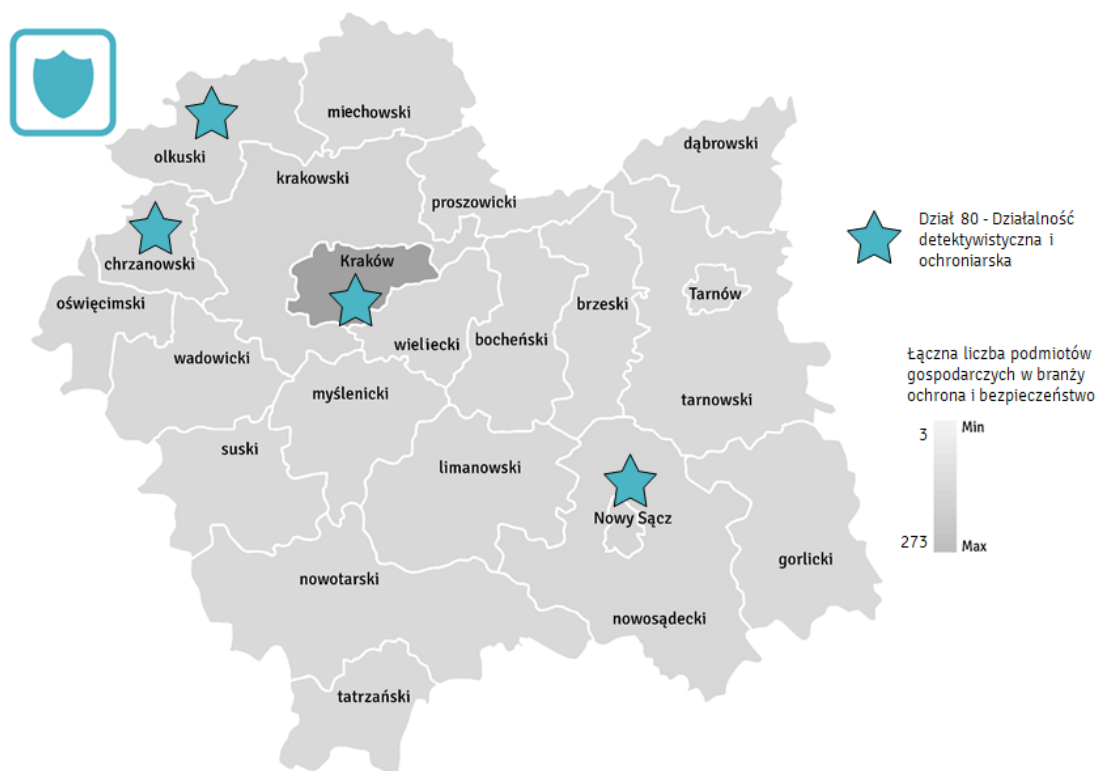 miechowski
dąbrowski
olkuski
krakowski
proszowicki
Dział 80 - Działalność
detektywistyczna i
ochroniarska
chrzanowski
Kraków
oświęcimski
Tarnów
brzeski
wieliecki
bocheński
wadowicki
myślenicki
tarnowski
Łączna liczba podmiotów
gospodarczych w branży
ochrona i bezpieczeństwo
3 Min
273 Max
suski
limanowski
Nowy Sącz
gorlicki
nowotarski
nowosądecki
tatrzański